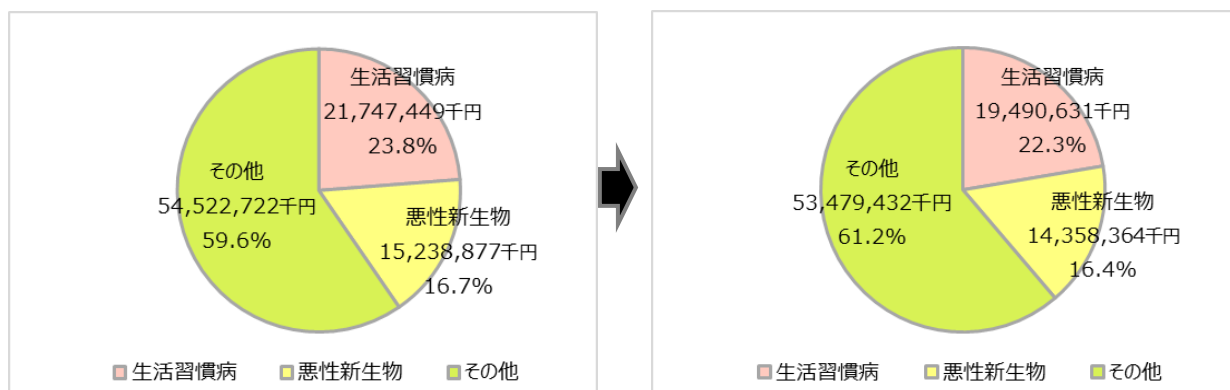 生活習慣病
21,747,449千円
23.8%
その他
54,522,722千円
59.6%
悪性新生物
15,238,877千円
16.7%
生活習慣病 悪性新生物 その他
生活習慣病
19,490,631千円
22.3%
その他
53,479,432千円
61.2%
悪性新生物
14,358,364千円
16.4%
生活習慣病 悪性新生物 その他